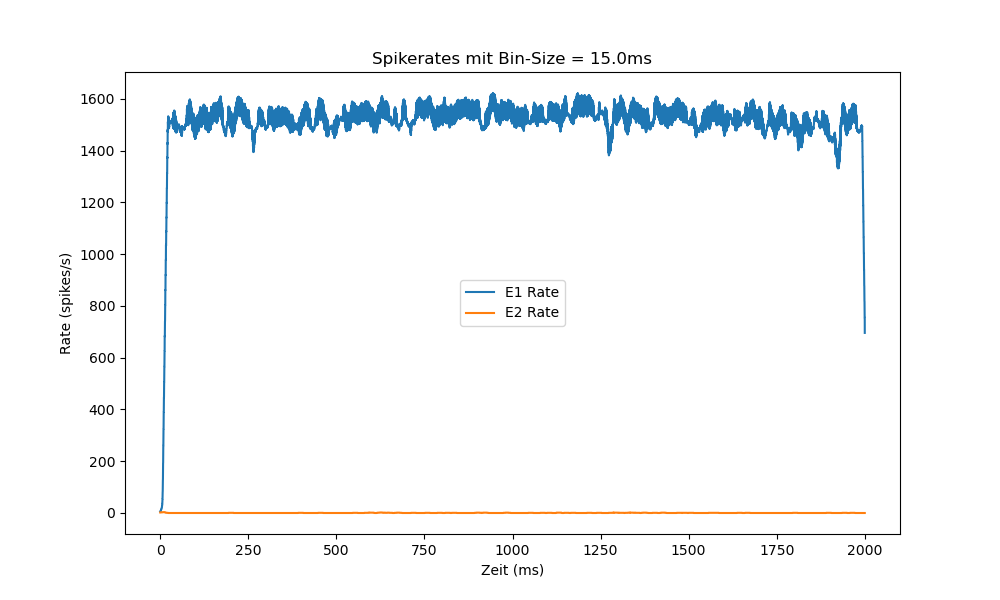 Spikerates mit Bin-Size = 15.0ms
1600
1400
1200
1000
800
600
400
200
0
Rate (spikes/s)
E1 Rate
E2 Rate
0 250 500 750 1000 1250 1500 1750 2000
Zeit (ms)